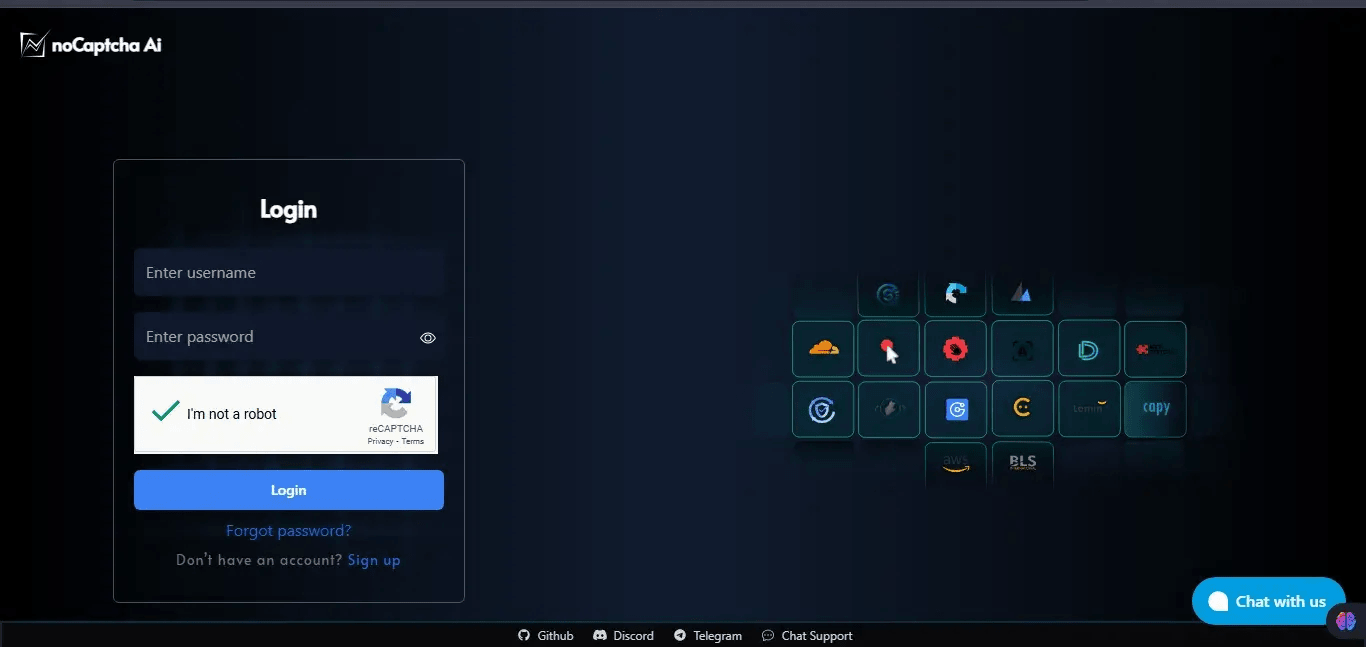 noCaptcha Ai
Login
Enter username
Enter password
I'm not a robot
reCAPTCHA
Privacy - Terms
Login
Forgot password?
Don't have an account? Sign up
capy
aws
BLS
Chat with us
Github
Discord
Telegram
Chat Support